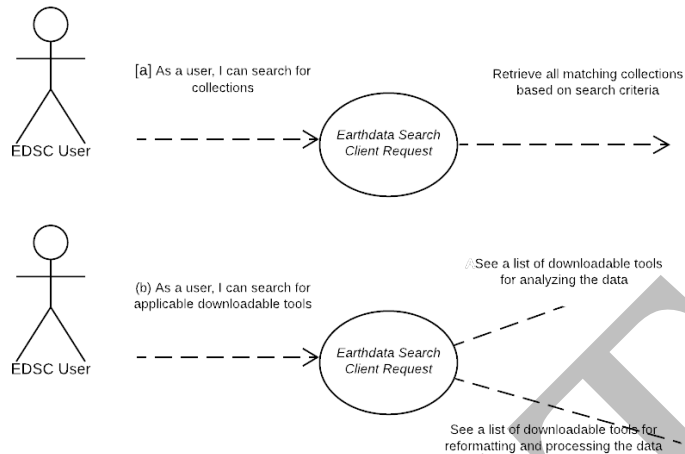 [a] As a user, I can search for
collections
Retrieve all matching collections
based on search criteria
Earthdata Search
Client Request
EDSC User
(b) As a user, I can search for
applicable downloadable tools
See a list of downloadable tools
for analyzing the data
Earthdata Search
Client Request
EDSC User
See a list of downloadable tools for
reformatting and processing the data